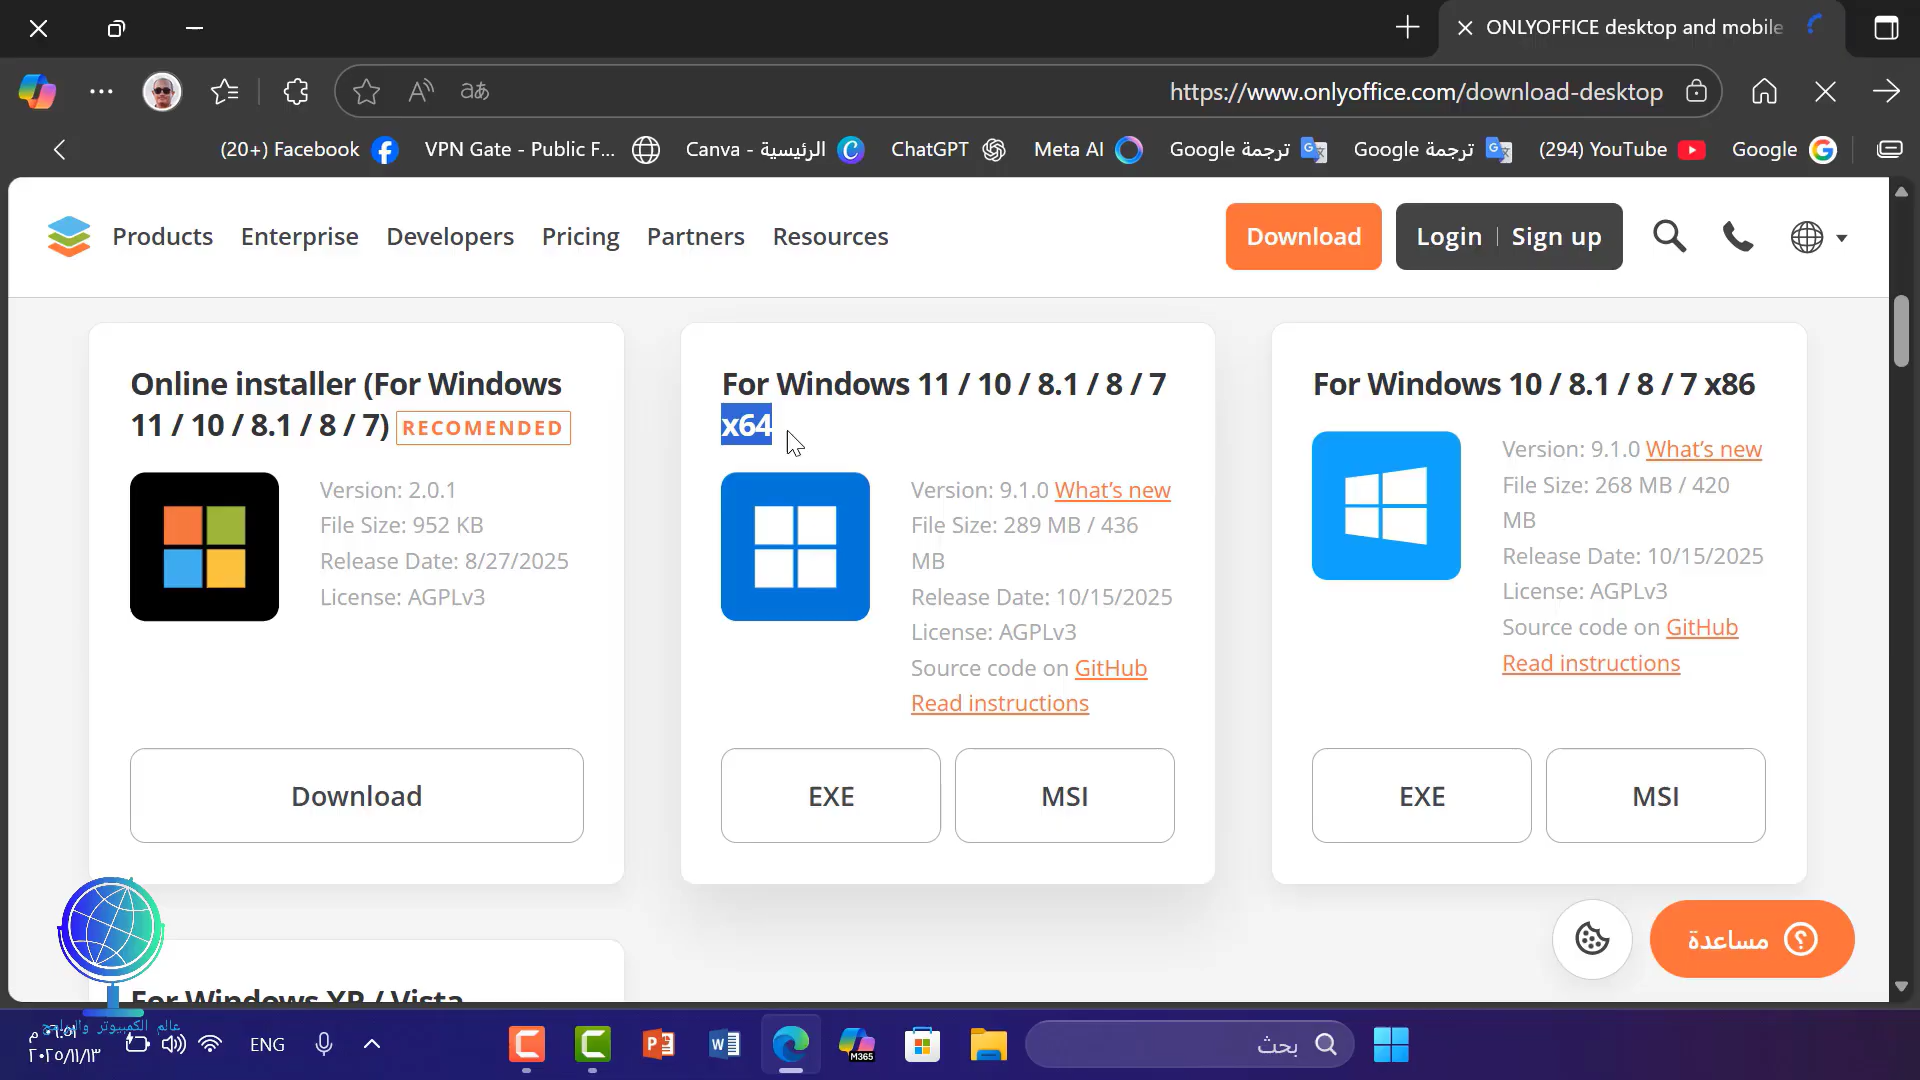 ONLYOFFICE desktop and mobile
https://www.onlyoffice.com/download-desktop
(20+) Facebook
VPN Gate - Public F...
Canva - الرئيسية
ChatGPT
Meta AI
Google ترجمة
Google ترجمة
(294) YouTube
Google
Products
Enterprise
Developers
Pricing
Partners
Resources
Download
Login | Sign up
Online installer (For Windows
11 / 10 / 8.1 / 8 / 7) RECOMENDED
Version: 2.0.1
File Size: 952 KB
Release Date: 8/27/2025
License: AGPLv3
Download
For Windows 11 / 10 / 8.1 / 8 / 7
x64
Version: 9.1.0 What's new
File Size: 289 MB / 436
MB
Release Date: 10/15/2025
License: AGPLv3
Source code on GitHub
Read instructions
EXE
MSI
For Windows 10 / 8.1 / 8 / 7 x86
Version: 9.1.0 What's new
File Size: 268 MB / 420
MB
Release Date: 10/15/2025
License: AGPLv3
Source code on GitHub
Read instructions
EXE
MSI
For Windows XP / Vista
مساعدة
عالم الكمبيوتر والبرامج
٢٠٢٥/١١/١٣
ENG
M365
بحث